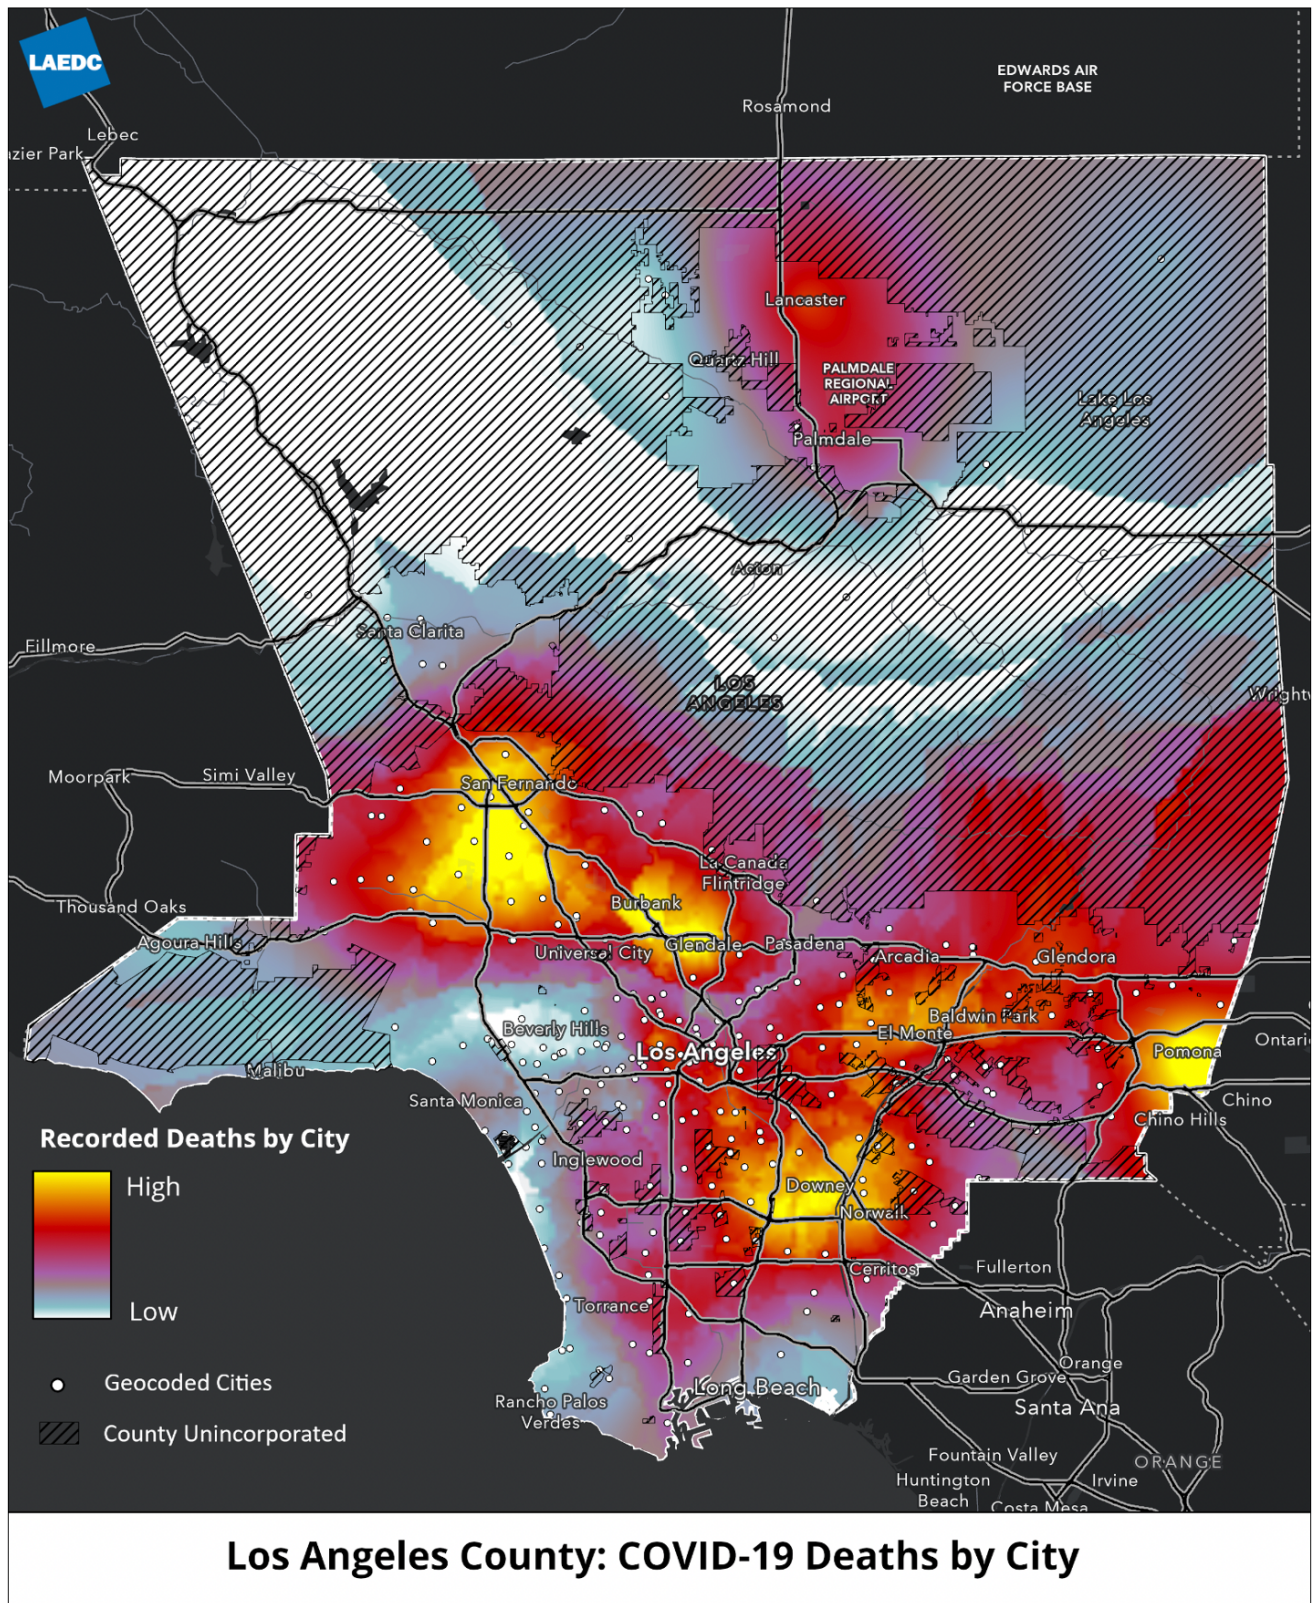 LAEDC
EDWARDS AIR
FORCE BASE
Rosamond
Lebec
zier Park
Lancaster
Quartz Hill
PALMDALE
REGIONAL
AIRPORT
Lake Los
Angeles
Palmdale
Acton
Santa Clarita
Fillmore
LOS
ANGELES
Wrightw
Moorpark
Simi Valley
San Fernando
La Canada
Flintridge
Thousand Oaks
Burbank
Agoura Hills
Universal City
Glendale
Pasadena
Arcadia
Glendora
Baldwin Park
Beverly Hills
El Monte
Los Angeles
Pomona
Ontari
Malibu
Santa Monica
Chino
Chino Hills
Recorded Deaths by City
High
Low
Inglewood
Downey
Norwalk
Cerritos
Fullerton
Torrance
Anaheim
Orange
Garden Grove
Long Beach
Santa Ana
Rancho Palos
Verdes
Geocoded Cities
County Unincorporated
Fountain Valley
ORANGE
Huntington
Beach
Irvine
Costa Mesa
Los Angeles County: COVID-19 Deaths by City